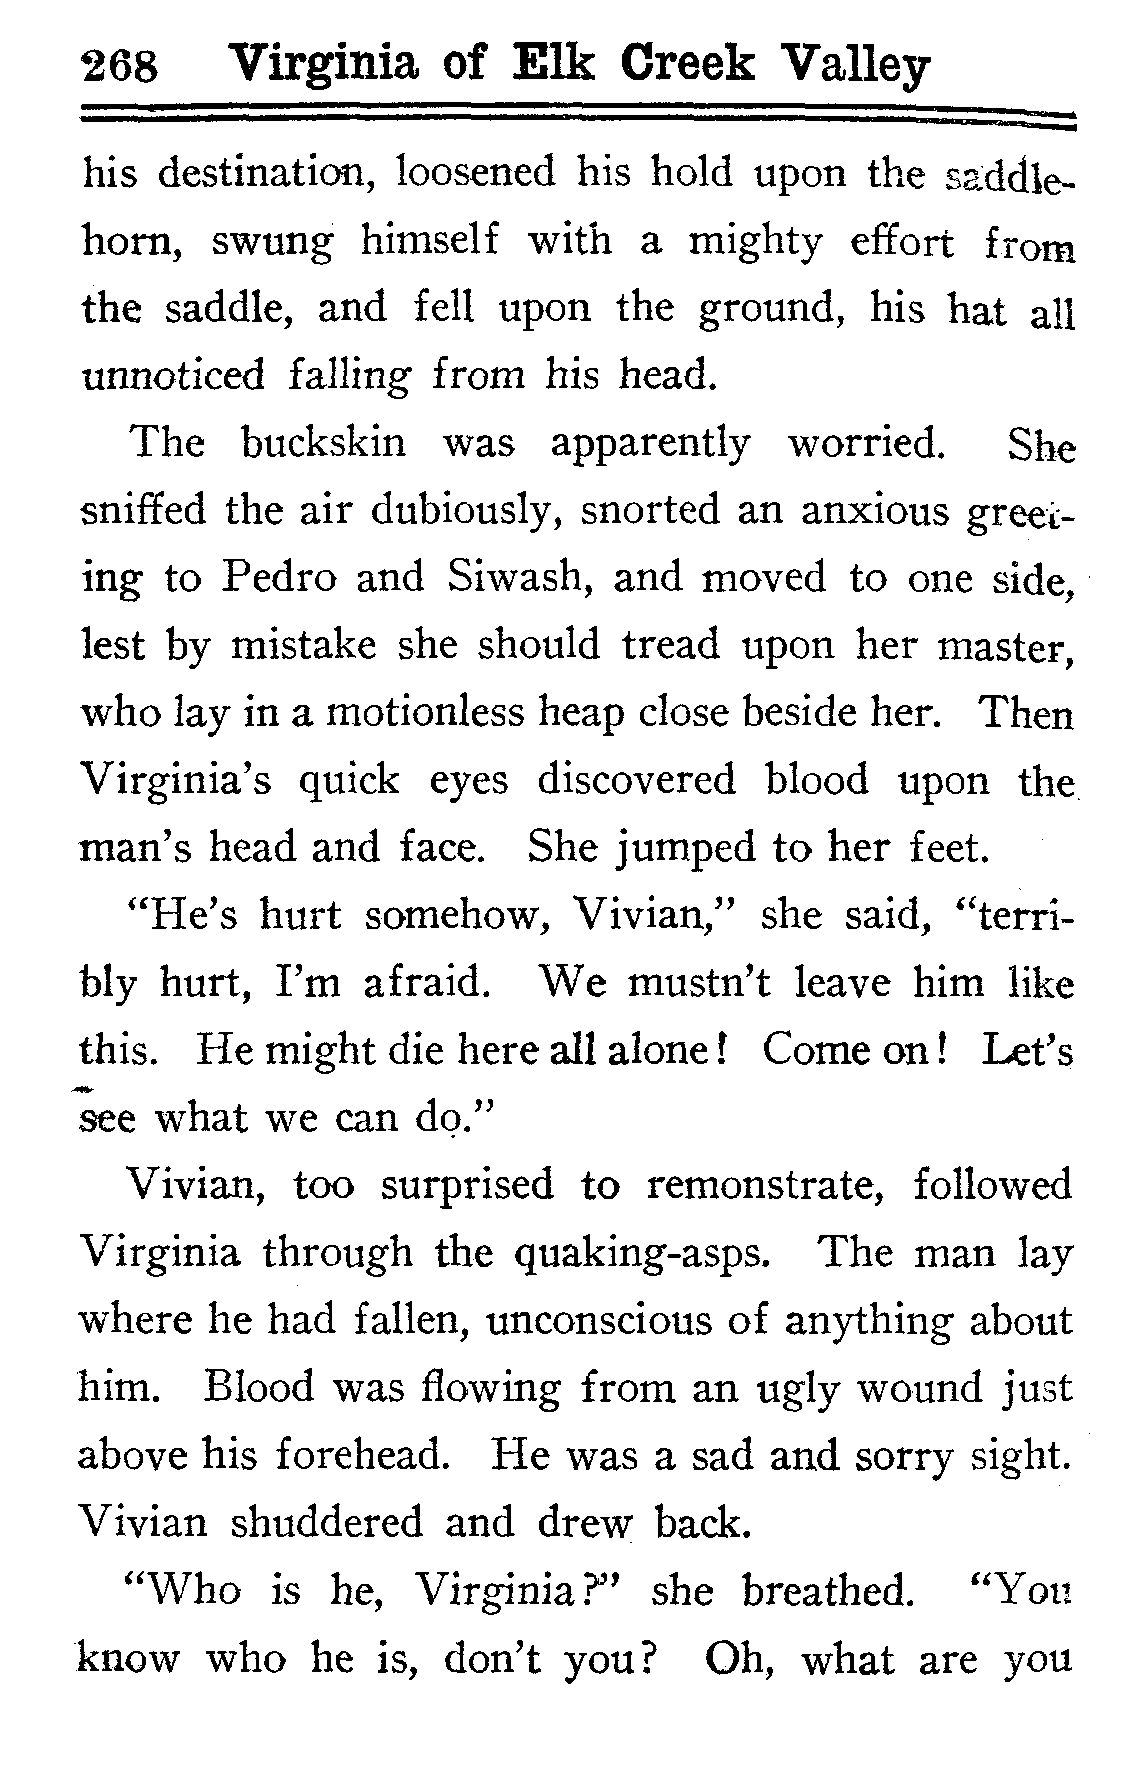 268 Virginia of Elk Creek Valley
his destination, loosened his hold upon the saddle-
horn, swung himself with a mighty effort from
the saddle, and fell upon the ground, his hat all
unnoticed falling from his head.
The buckskin was apparently worried. She
sniffed the air dubiously, snorted an anxious greet-
ing to Pedro and Siwash, and moved to one side,
lest by mistake she should tread upon her master,
who lay in a motionless heap close beside her. Then
Virginia's quick eyes discovered blood upon the
man's head and face. She jumped to her feet.
"He's hurt somehow, Vivian," she said, "terri-
bly hurt, I'm afraid. We mustn't leave him like
this. He might die here all alone! Come on! Let's
see what we can do."
Vivian, too surprised to remonstrate, followed
Virginia through the quaking-asps. The man lay
where he had fallen, unconscious of anything about
him. Blood was flowing from an ugly wound just
above his forehead. He was a sad and sorry sight.
Vivian shuddered and drew back.
"Who is he, Virginia?" she breathed. "You
know who he is, don't you? Oh, what are you